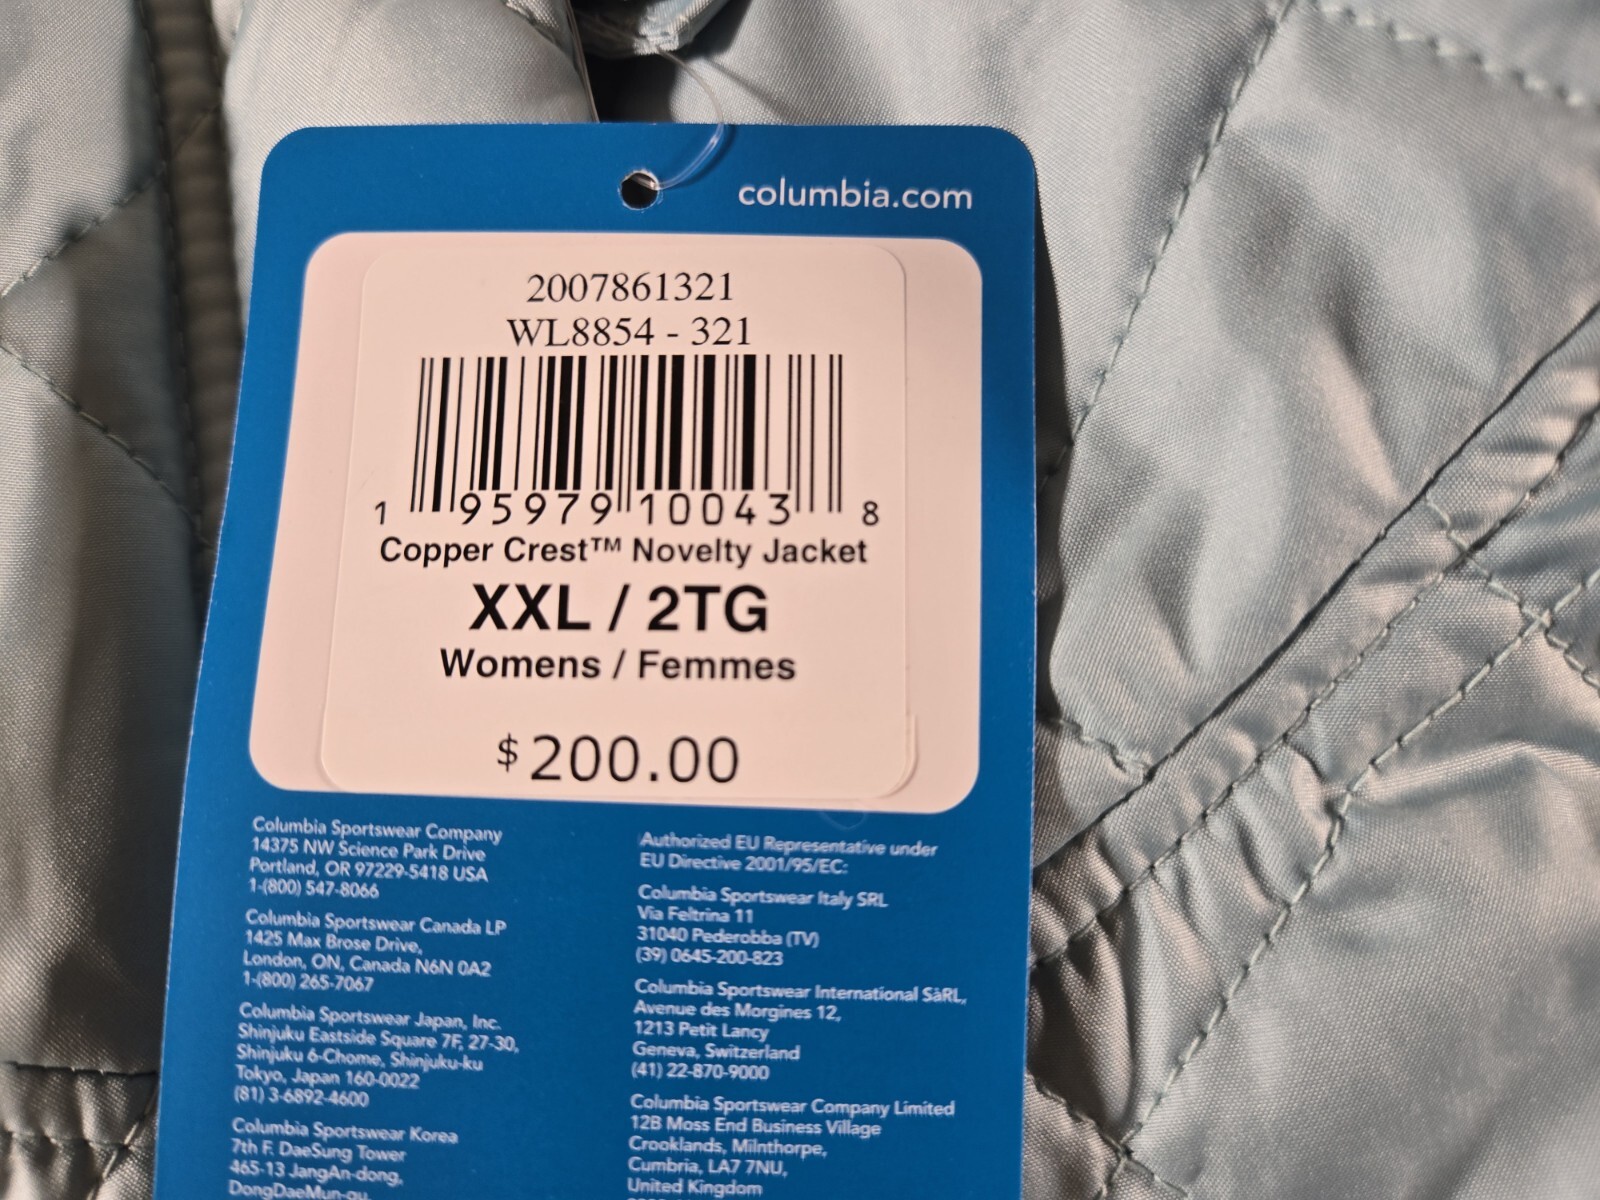 columbia.com
2007861321
WL8854 - 321
1 95979 10043 8
Copper Crest™ Novelty Jacket
XXL / 2TG
Womens / Femmes
$200.00
Columbia Sportswear Company
14375 NW Science Park Drive
Portland, OR 97229-5418 USA
1-(800) 547-8066
Columbia Sportswear Canada LP
1425 Max Brose Drive,
London, ON, Canada N6N 0A2
1-(800) 265-7067
Columbia Sportswear Japan, Inc.
Shinjuku Eastside Square 7F, 27-30,
Shinjuku 6-Chome, Shinjuku-ku
Tokyo, Japan 160-0022
(81) 3-6892-4600
Columbia Sportswear Korea
7th F. DaeSung Tower
465-13 JangAn-dong,
DongDaeMun-gu,
Authorized EU Representative under
EU Directive 2001/95/EC:
Columbia Sportswear Italy SRL
Via Feltrina 11
31040 Pederobba (TV)
(39) 0645-200-823
Columbia Sportswear International SàRL,
Avenue des Morgines 12,
1213 Petit Lancy
Geneva, Switzerland
(41) 22-870-9000
Columbia Sportswear Company Limited
12B Moss End Business Village
Crooklands, Milnthorpe,
Cumbria, LA7 7NU,
United Kingdom